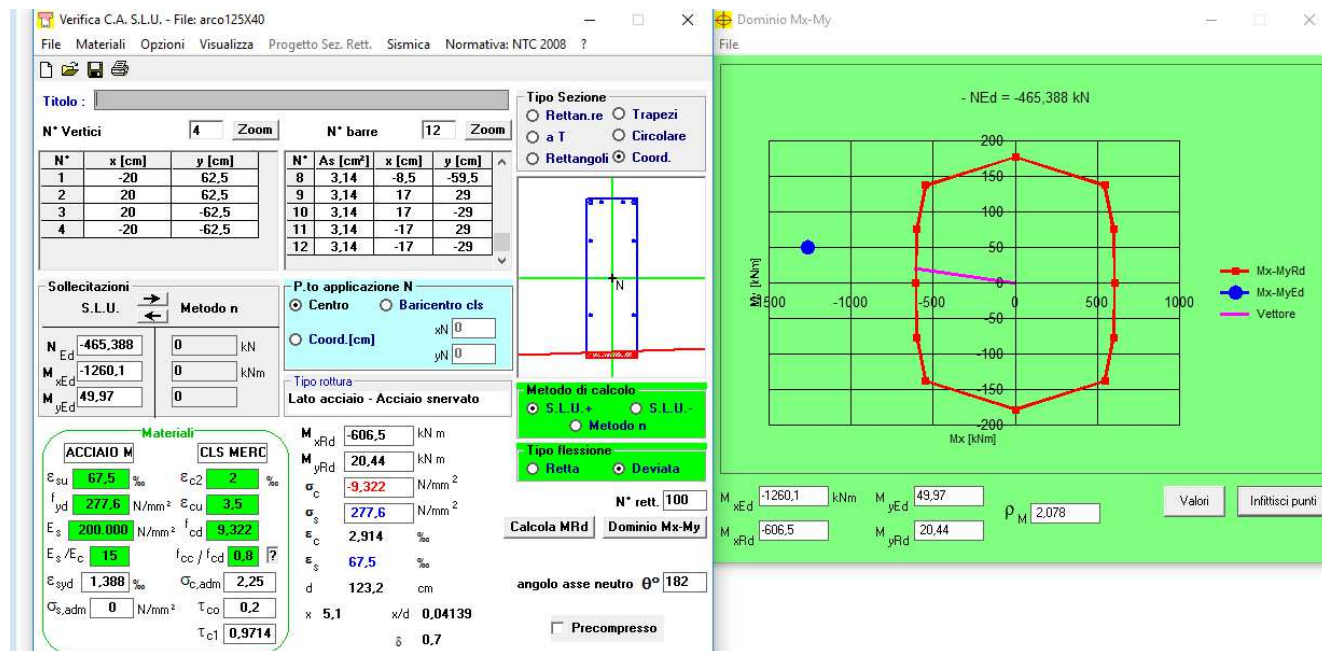 Verifica C.A. S.L.U. - File: arco125X40
File Materiali Opzioni Visualizza Progetto Sez. Rett. Sismica Normativa: NTC 2008 ?
Titolo :
N° Vertici 4 Zoom N° barre 12 Zoom
N° x [cm] y [cm]
1 -20 62,5
2 20 62,5
3 20 -62,5
4 -20 -62,5
N° As [cm²] x [cm] y [cm]
8 3,14 -8,5 -59,5
9 3,14 17 29
10 3,14 17 -29
11 3,14 -17 29
12 3,14 -17 -29
Tipo Sezione
Rettan.re Trapezi
a T Circolare
Rettangoli Coord.
N
Sollecitazioni
S.L.U. Metodo n
N Ed -465,388 0 kN
M xEd -1260,1 0 kNm
M yEd 49,97 0
P.to applicazione N
Centro Baricentro cls
Coord.[cm] xN 0
yN 0
Tipo rottura
Lato acciaio - Acciaio snervato
Metodo di calcolo
S.L.U.+ S.L.U.-
Metodo n
Tipo flessione
Retta Deviata
N° rett. 100
Calcola MRd Dominio Mx-My
angolo asse neutro θ° 182
Precompresso
Materiali
ACCIAIO M CLS MERC
εsu 67,5 ‰ εc2 2 ‰
fyd 277,6 N/mm² εcu 3,5
Es 200.000 N/mm² fcd 9,322
Es /Ec 15 fcc / fcd 0,8 ?
εsyd 1,388 ‰ σc,adm 2,25
σs,adm 0 N/mm² τco 0,2
τc1 0,9714
M xRd -606,5 kN m
M yRd 20,44 kN m
σc -9,322 N/mm²
σs 277,6 N/mm²
εc 2,914 ‰
εs 67,5 ‰
d 123,2 cm
x 5,1 x/d 0,04139
δ 0,7
Dominio Mx-My
File
- NEd = -465,388 kN
200
150
100
50
0
-50
-100
-150
-200
-1500 -1000 -500 0 500 1000
Mx [kNm]
Mx-MyRd
Mx-MyEd
Vettore
M xEd -1260,1 kNm M yEd 49,97
M xRd -606,5 M yRd 20,44
ρM 2,078
Valori Infittisci punti